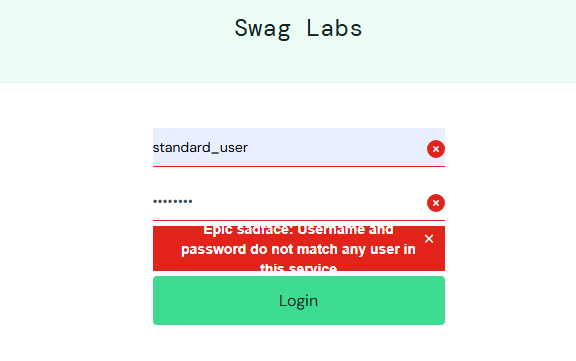 Swag Labs
standard_user
••••••••
Epic sadface: Username and
password do not match any user in
this service
Login